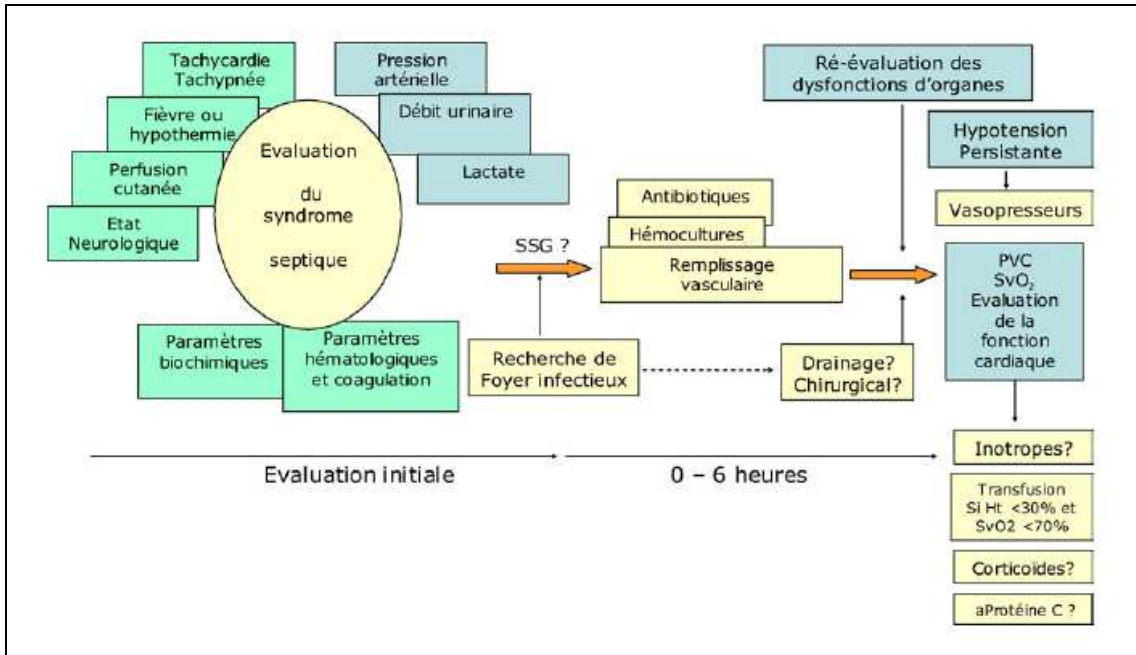 Tachycardie
Tachypnée
Fièvre ou
hypothermie
Perfusion
cutanée
Etat
Neurologique
Evaluation
du
syndrome
septique
Pression
artérielle
Débit urinaire
Lactate
Paramètres
biochimiques
Paramètres
hématologiques
et coagulation
SSG ?
Recherche de
Foyer infectieux
Antibiotiques
Hémocultures
Remplissage
vasculaire
Drainage?
Chirurgical?
Ré-évaluation des
dysfonctions d'organes
Hypotension
Persistante
Vasopresseurs
PVC
SvO₂
Evaluation
de la
fonction
cardiaque
Inotropes?
Transfusion
Si Ht <30% et
SvO2 <70%
Corticoïdes?
aProtéine C ?
Evaluation initiale
0 – 6 heures